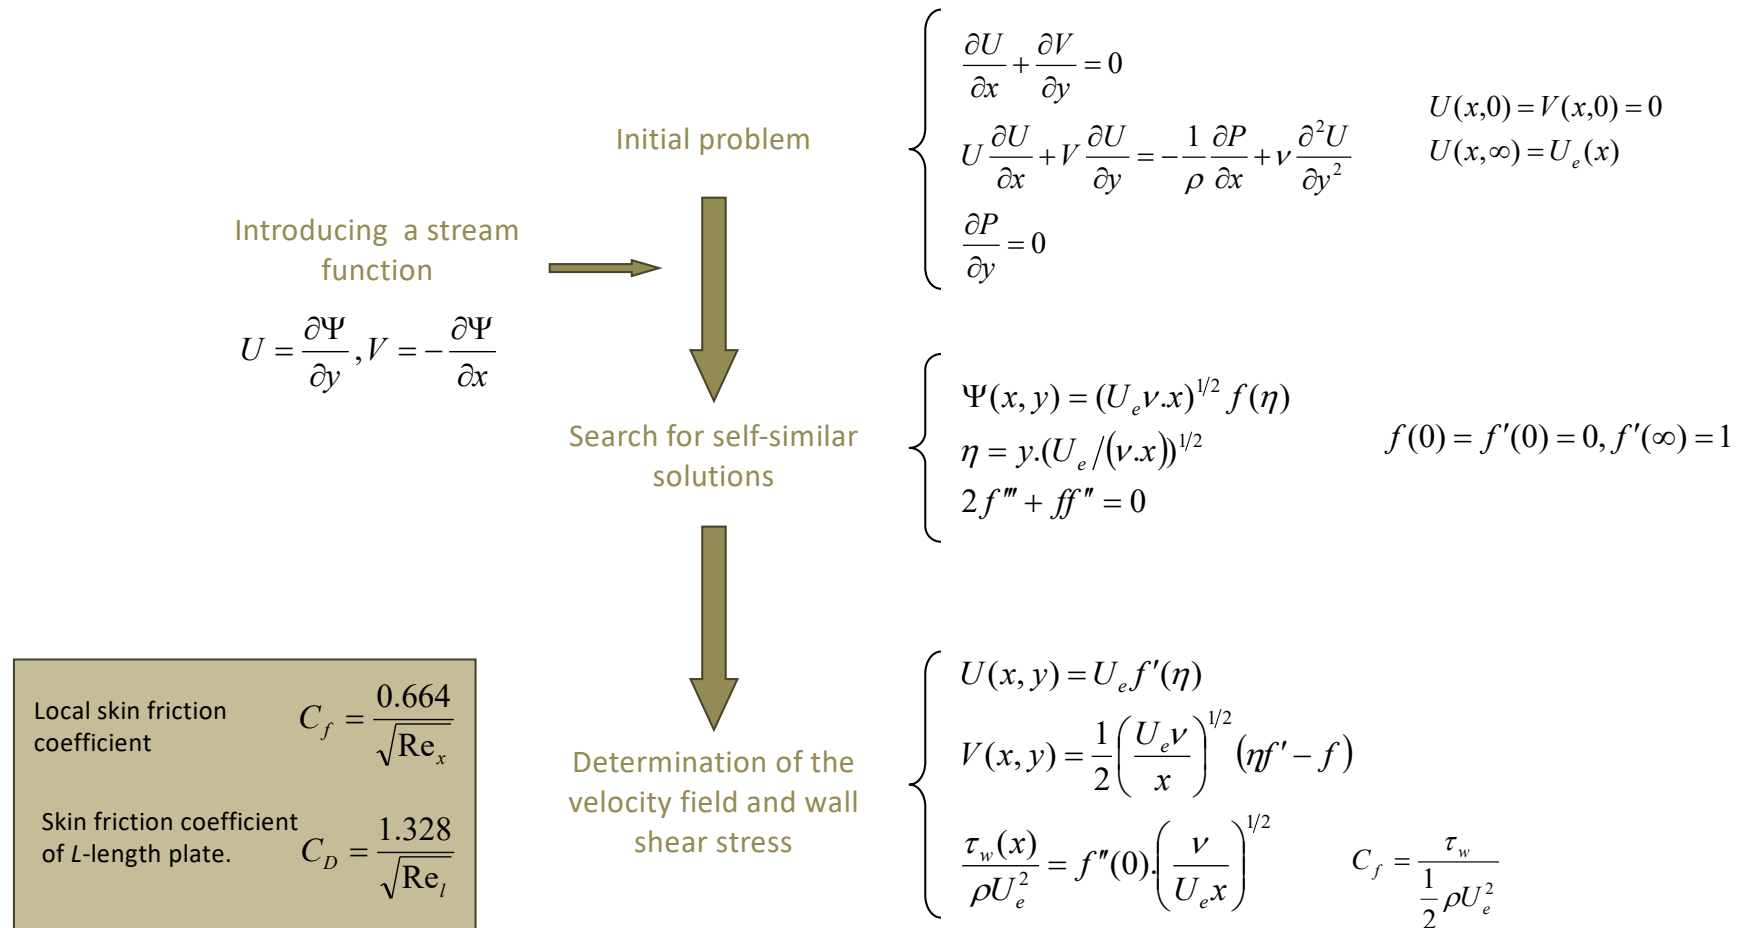 Initial problem
∂U/∂x + ∂V/∂y = 0
U ∂U/∂x + V ∂U/∂y = −(1/ρ) ∂P/∂x + ν ∂²U/∂y²
∂P/∂y = 0
U(x,0) = V(x,0) = 0
U(x,∞) = U_e(x)
Introducing a stream
function
U = ∂Ψ/∂y , V = − ∂Ψ/∂x
Search for self-similar
solutions
Ψ(x, y) = (U_e ν.x)^{1/2} f(η)
η = y.(U_e/(ν.x))^{1/2}
2f‴ + ff″ = 0
f(0) = f′(0) = 0, f′(∞) = 1
Determination of the
velocity field and wall
shear stress
U(x, y) = U_e f′(η)
V(x, y) = 1/2 (U_e ν / x)^{1/2} (ηf′ − f)
τ_w(x) / ρU_e² = f″(0).(ν / U_e x)^{1/2}
C_f = τ_w / (1/2 ρU_e²)
Local skin friction
coefficient
C_f = 0.664 / √Re_x
Skin friction coefficient
of L-length plate.
C_D = 1.328 / √Re_l